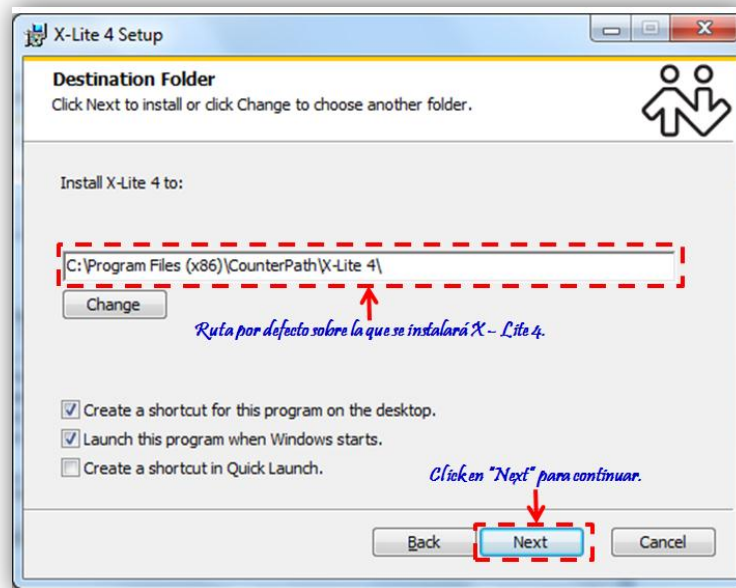 X-Lite 4 Setup
Destination Folder
Click Next to install or click Change to choose another folder.
Install X-Lite 4 to:
C:\Program Files (x86)\CounterPath\X-Lite 4\
Change
Ruta por defecto sobre la que se instalará X – Lite 4.
Create a shortcut for this program on the desktop.
Launch this program when Windows starts.
Create a shortcut in Quick Launch.
Click en "Next" para continuar.
Back Next Cancel